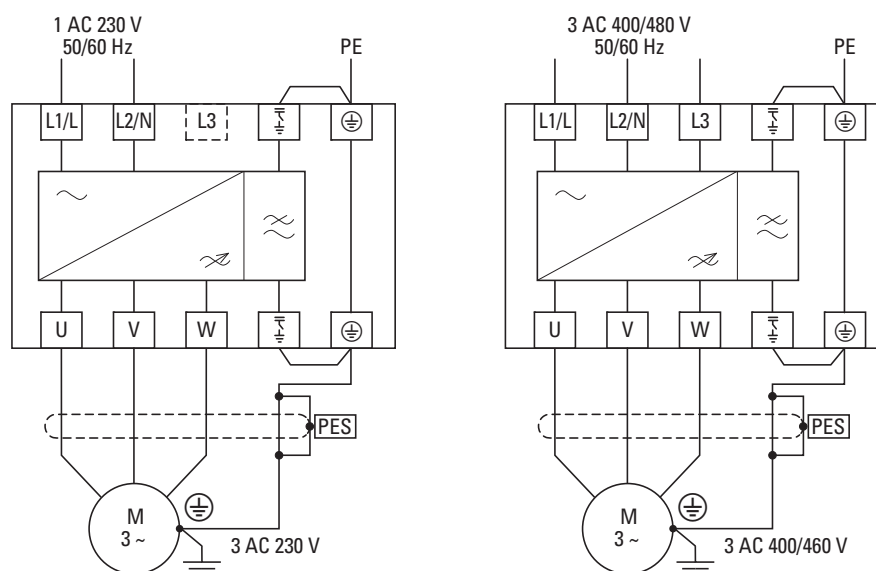 1 AC 230 V
50/60 Hz
PE
L1/L
L2/N
L3
U
V
W
PES
M
3 ~
3 AC 230 V
3 AC 400/480 V
50/60 Hz
PE
L1/L
L2/N
L3
U
V
W
PES
M
3 ~
3 AC 400/460 V